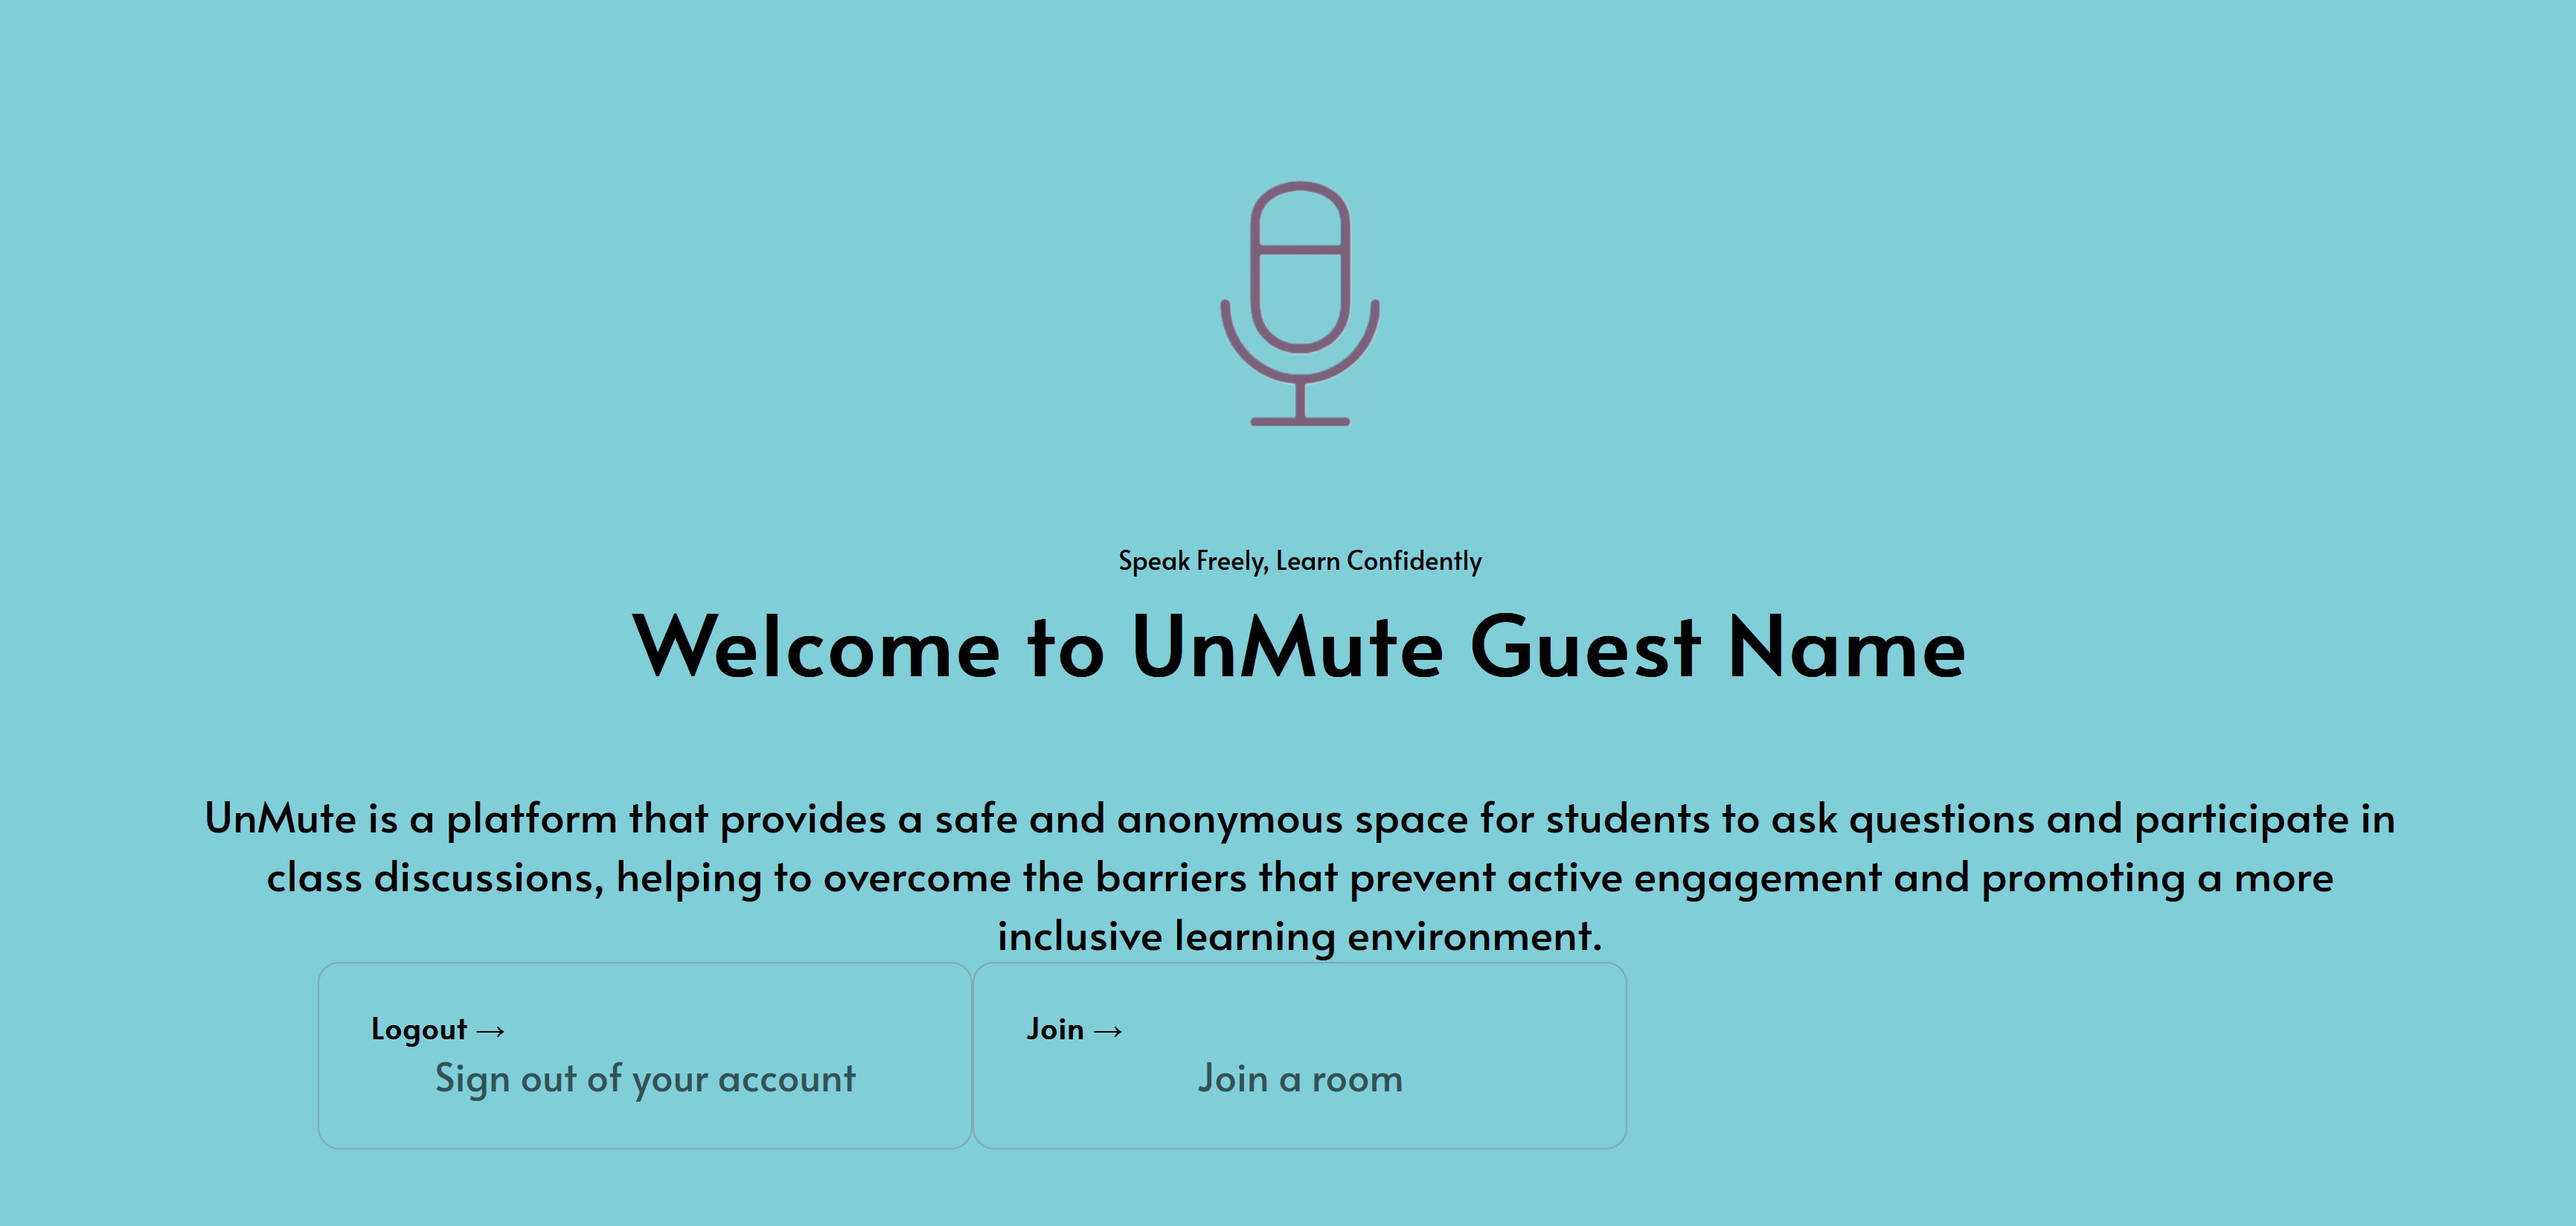 Speak Freely, Learn Confidently
Welcome to UnMute Guest Name
UnMute is a platform that provides a safe and anonymous space for students to ask questions and participate in
class discussions, helping to overcome the barriers that prevent active engagement and promoting a more
inclusive learning environment.
Logout →
Sign out of your account
Join →
Join a room